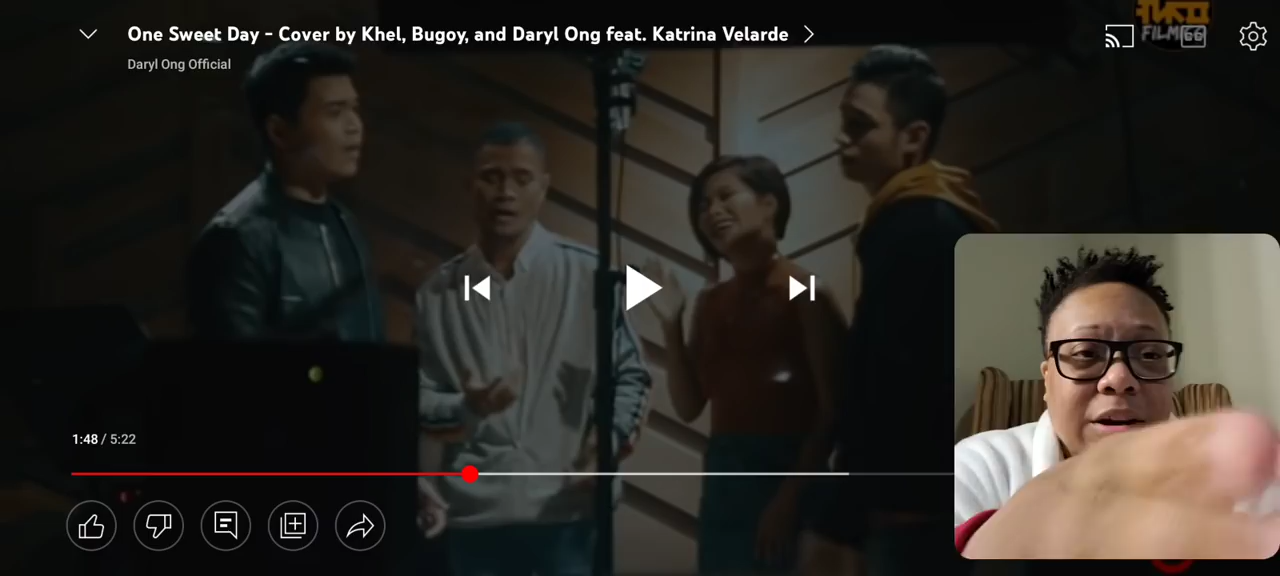 One Sweet Day - Cover by Khel, Bugoy, and Daryl Ong feat. Katrina Velarde
Daryl Ong Official
FILM
1:48 / 5:22